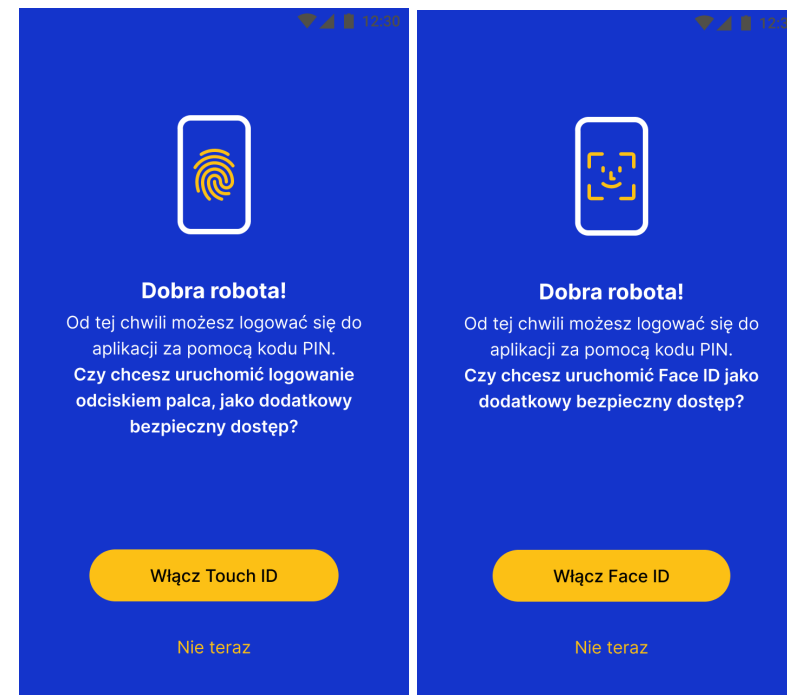 12:30
Dobra robota!
Od tej chwili możesz logować się do
aplikacji za pomocą kodu PIN.
Czy chcesz uruchomić logowanie
odciskiem palca, jako dodatkowy
bezpieczny dostęp?
Włącz Touch ID
Nie teraz
12:3
Dobra robota!
Od tej chwili możesz logować się do
aplikacji za pomocą kodu PIN.
Czy chcesz uruchomić Face ID jako
dodatkowy bezpieczny dostęp?
Włącz Face ID
Nie teraz